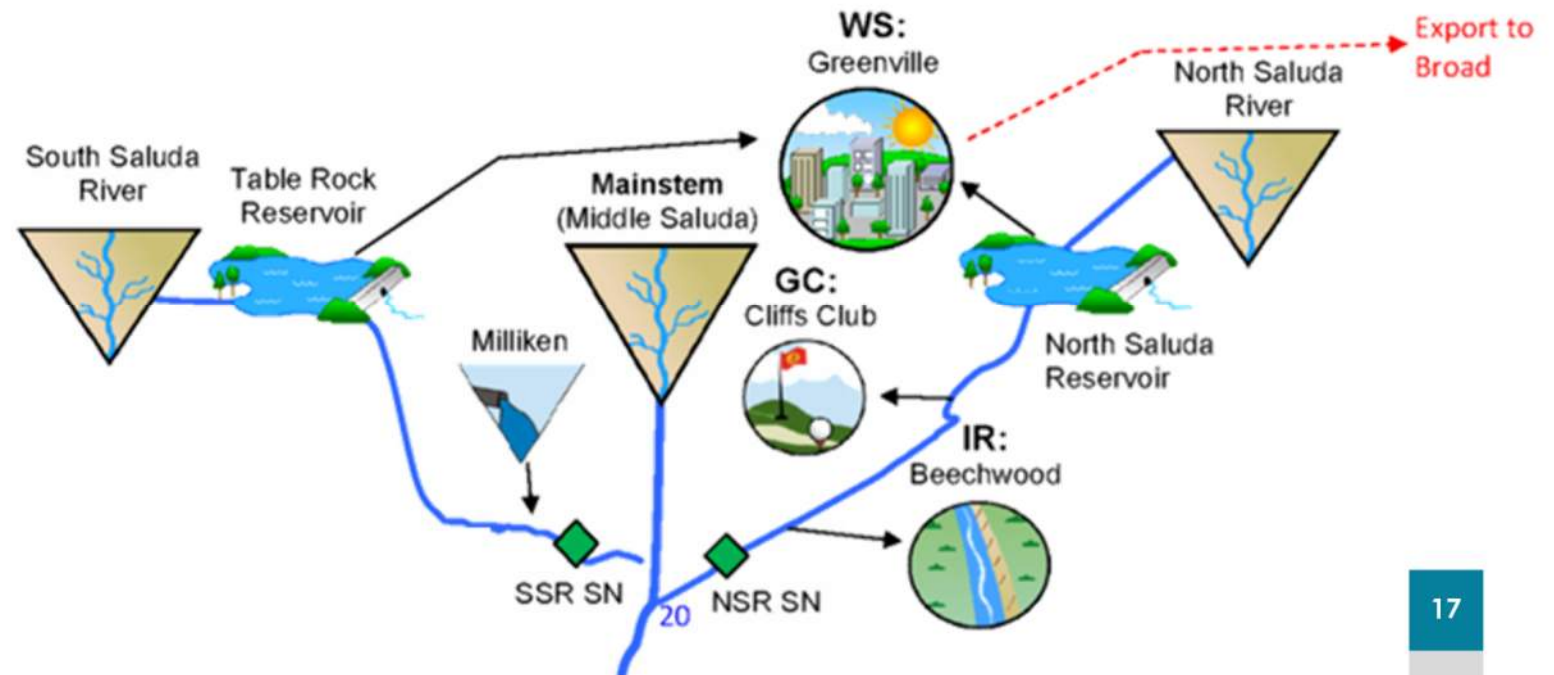 WS:
Greenville
Export to
Broad
North Saluda
River
South Saluda
River
Table Rock
Reservoir
Mainstem
(Middle Saluda)
GC:
Cliffs Club
Milliken
North Saluda
Reservoir
IR:
Beechwood
SSR SN
20
NSR SN
17